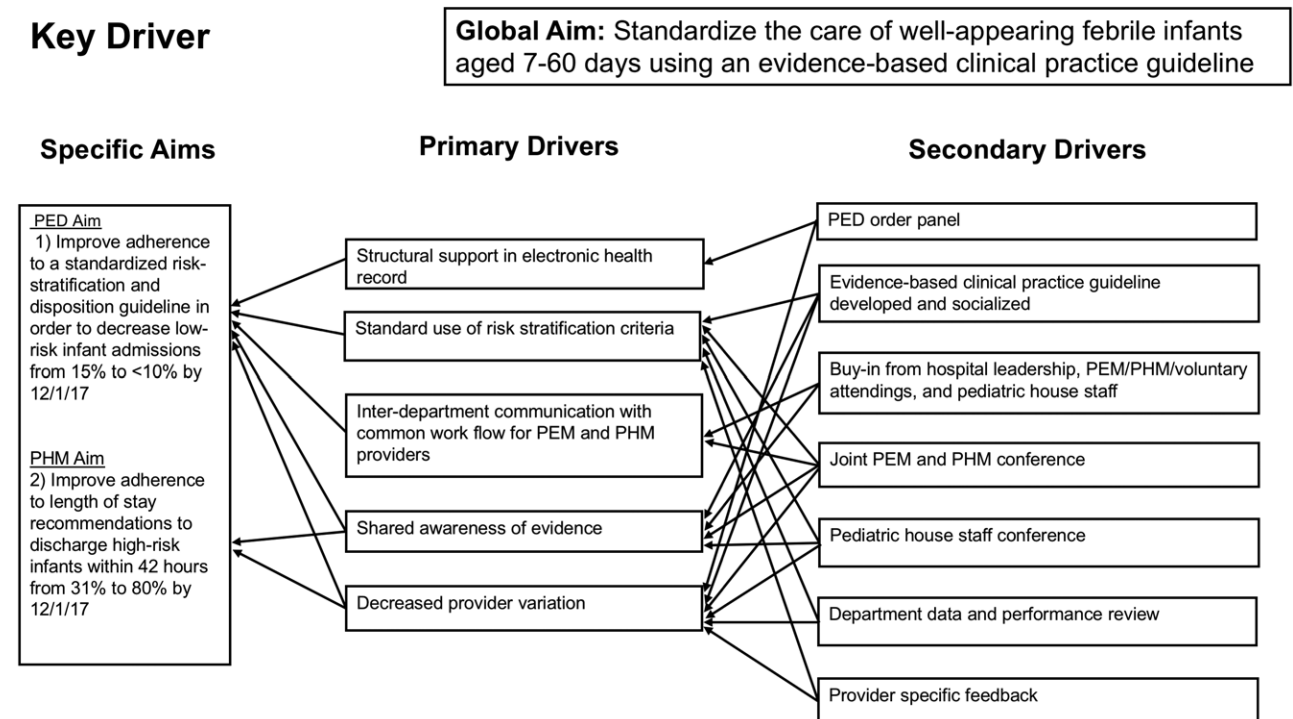 Key Driver
Global Aim: Standardize the care of well-appearing febrile infants
aged 7-60 days using an evidence-based clinical practice guideline
Specific Aims
Primary Drivers
Secondary Drivers
PED Aim
1) Improve adherence
to a standardized risk-
stratification and
disposition guideline in
order to decrease low-
risk infant admissions
from 15% to <10% by
12/1/17
PHM Aim
2) Improve adherence
to length of stay
recommendations to
discharge high-risk
infants within 42 hours
from 31% to 80% by
12/1/17
Structural support in electronic health
record
Standard use of risk stratification criteria
Inter-department communication with
common work flow for PEM and PHM
providers
Shared awareness of evidence
Decreased provider variation
PED order panel
Evidence-based clinical practice guideline
developed and socialized
Buy-in from hospital leadership, PEM/PHM/voluntary
attendings, and pediatric house staff
Joint PEM and PHM conference
Pediatric house staff conference
Department data and performance review
Provider specific feedback